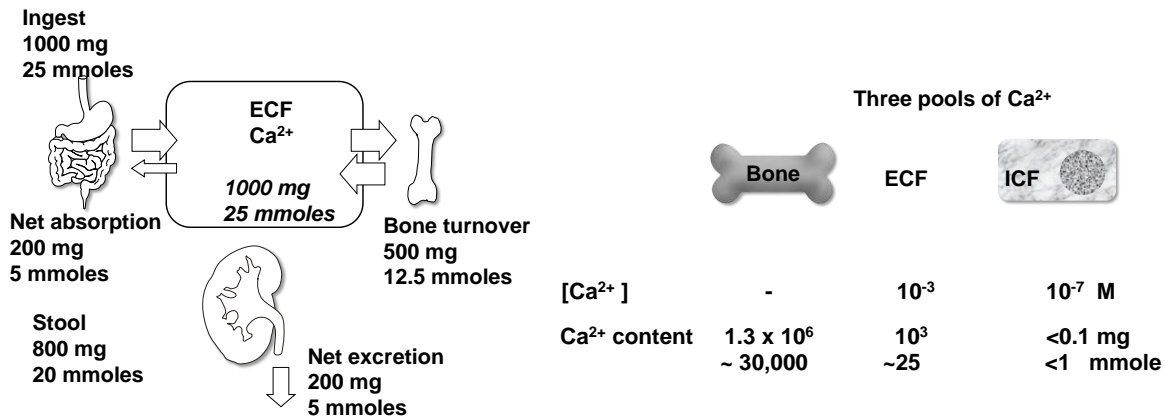 Ingest
1000 mg
25 mmoles
ECF
Ca²⁺
1000 mg
25 mmoles
Net absorption
200 mg
5 mmoles
Bone turnover
500 mg
12.5 mmoles
Stool
800 mg
20 mmoles
Net excretion
200 mg
5 mmoles
Three pools of Ca²⁺
Bone ECF ICF
[Ca²⁺ ] - 10⁻³ 10⁻⁷ M
Ca²⁺ content 1.3 x 10⁶ 10³ <0.1 mg
~ 30,000 ~25 <1 mmole